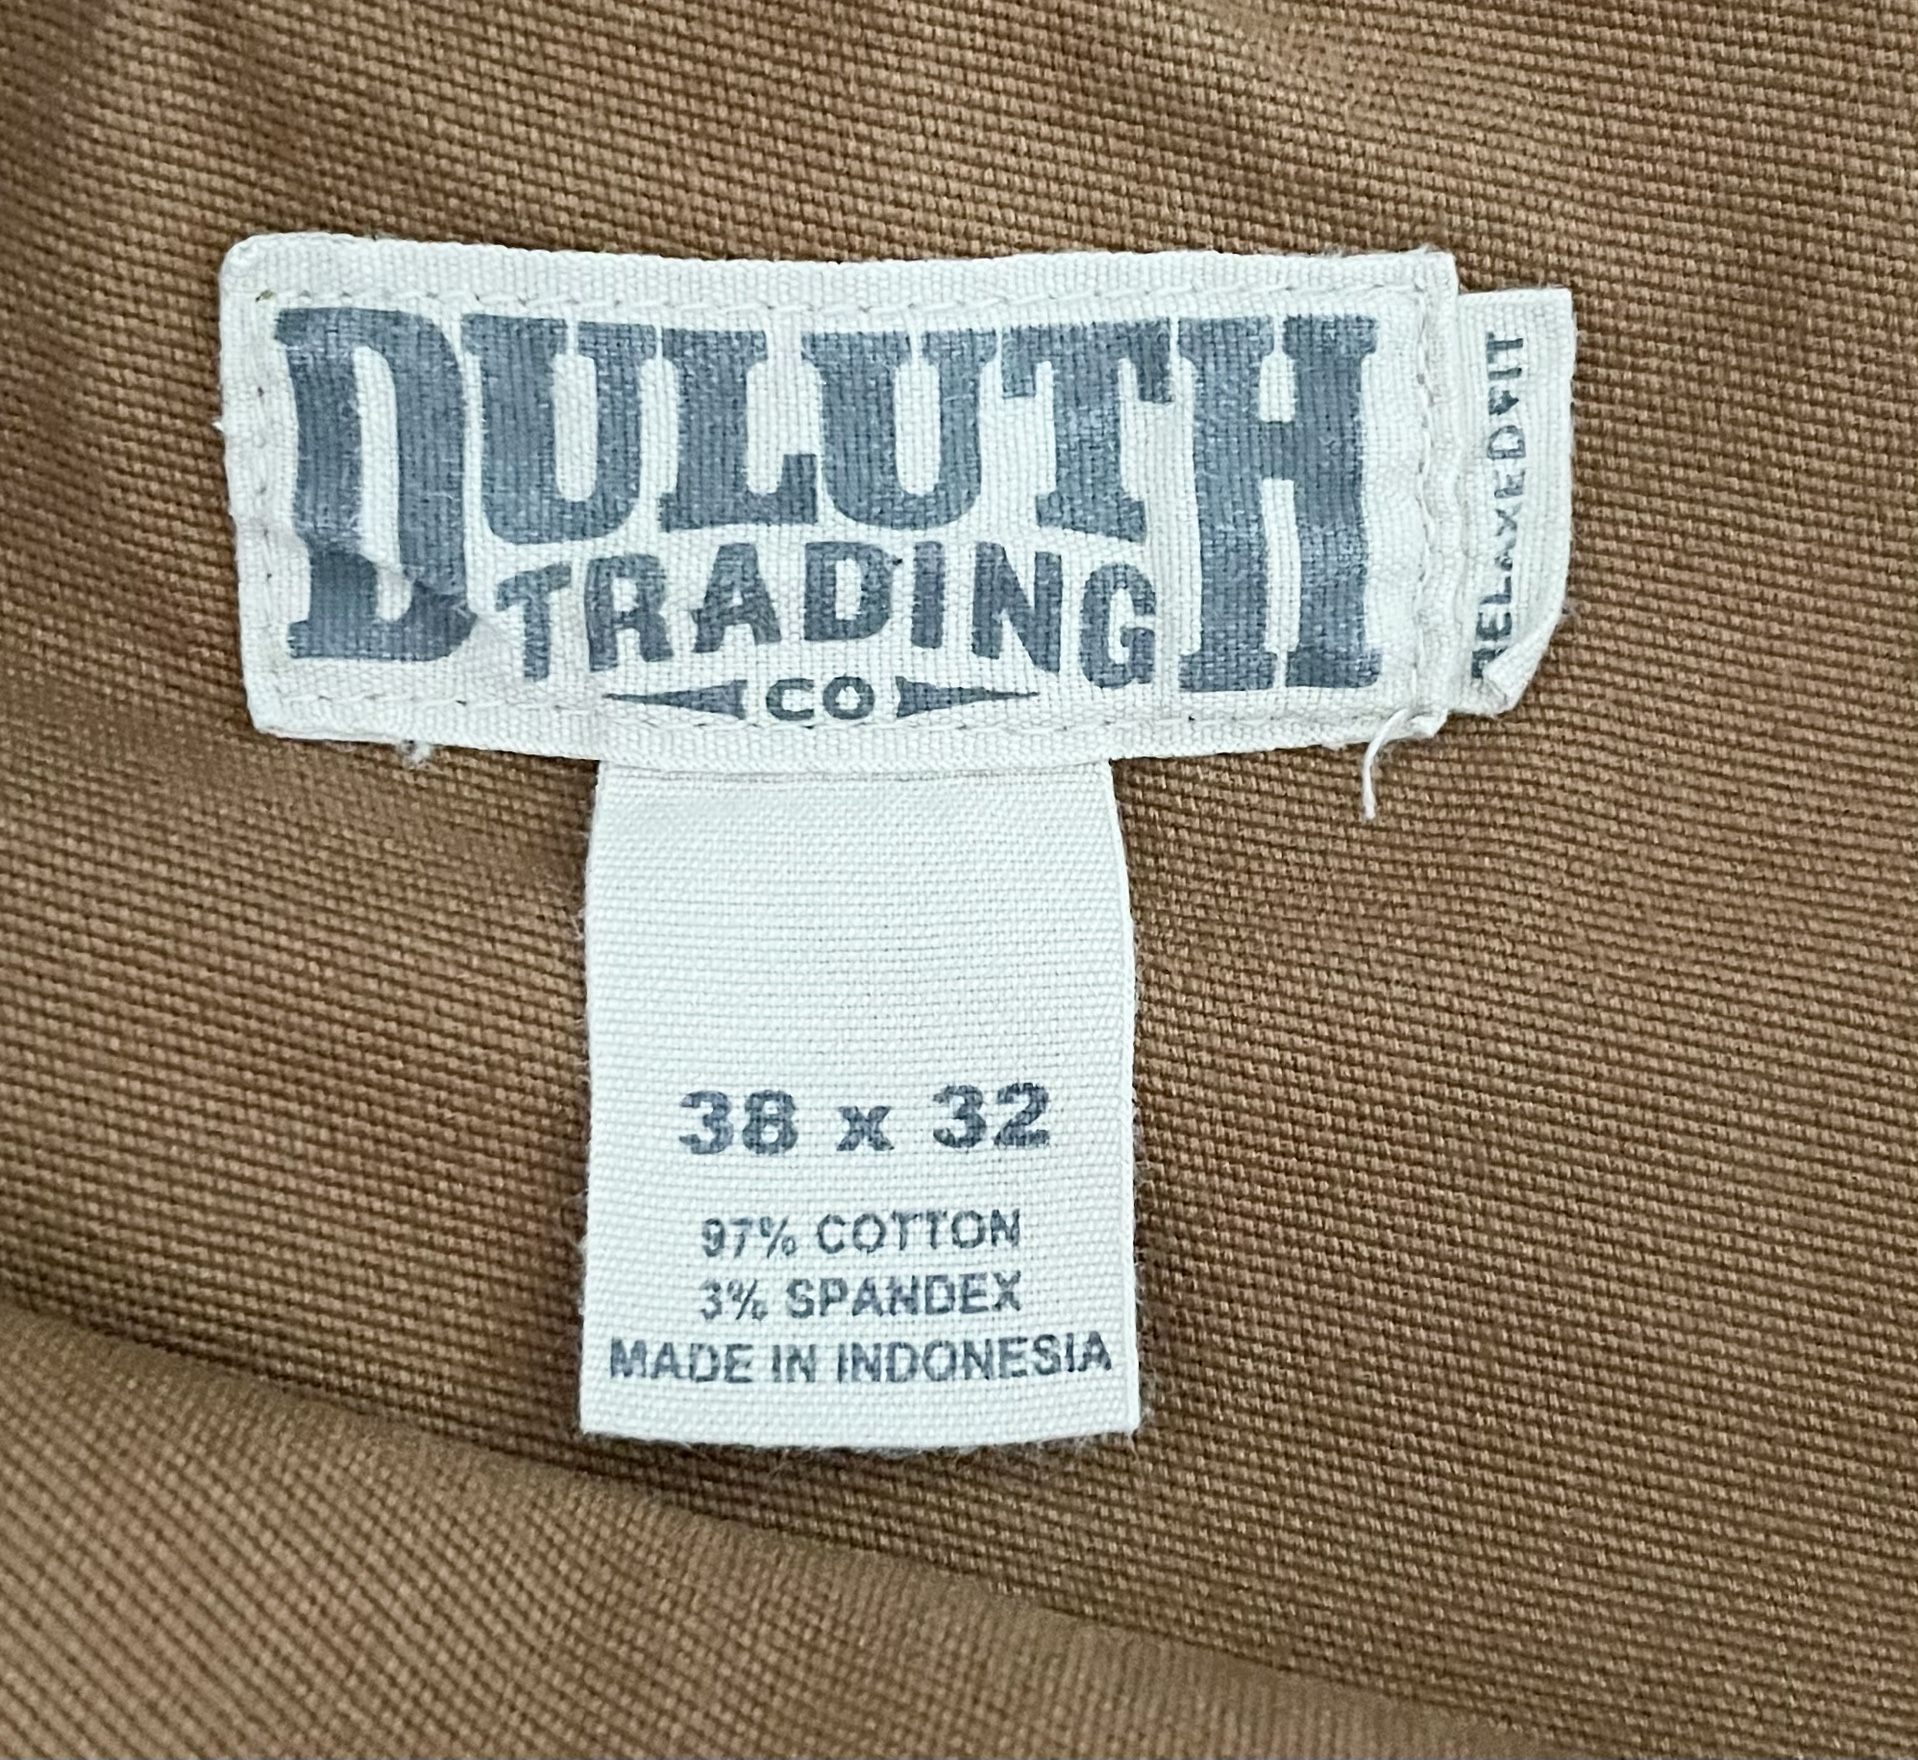 DULUTH
TRADING
CO
RELAXED FIT
38 x 32
97% COTTON
3% SPANDEX
MADE IN INDONESIA